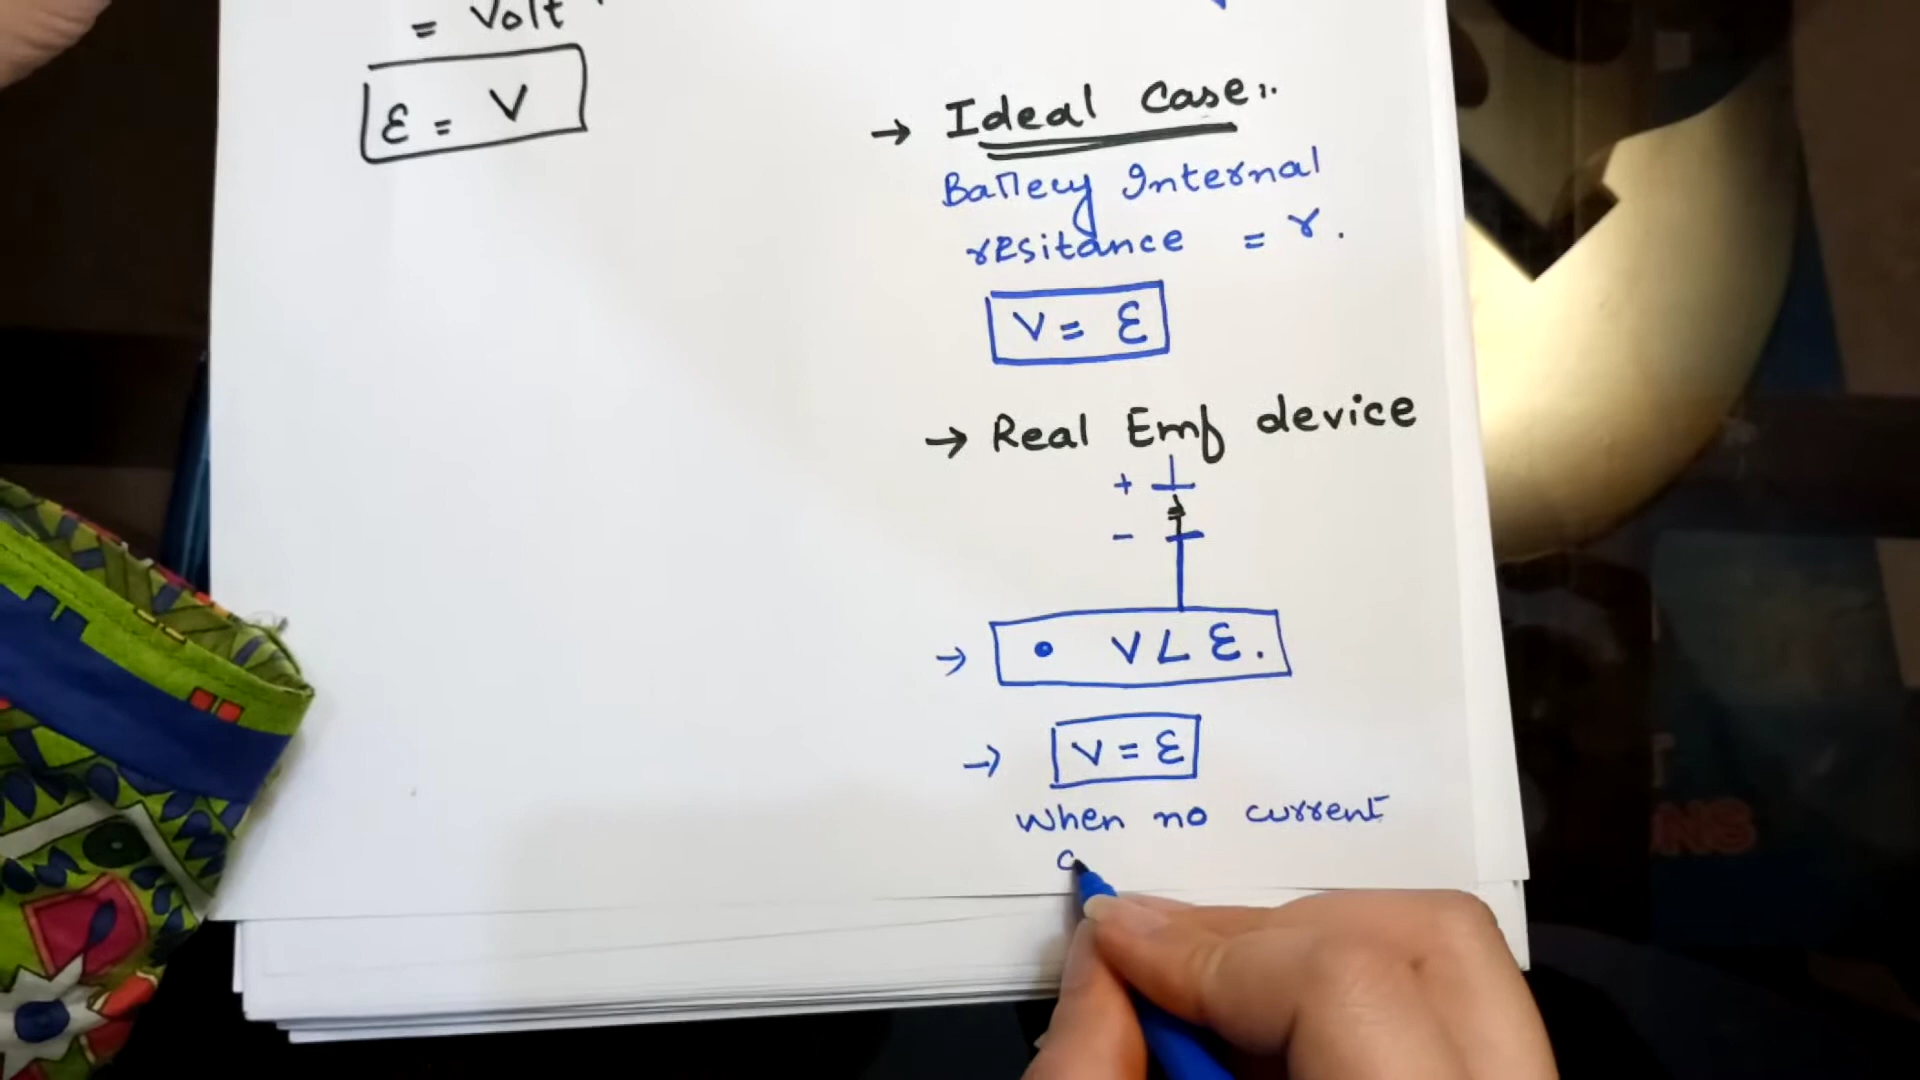 = Volt
ε = V
→ Ideal Case:.
Battery Internal
resitance = r.
V = ε
→ Real Emf device
+
-
→ • V < ε.
→ V = ε
when no current